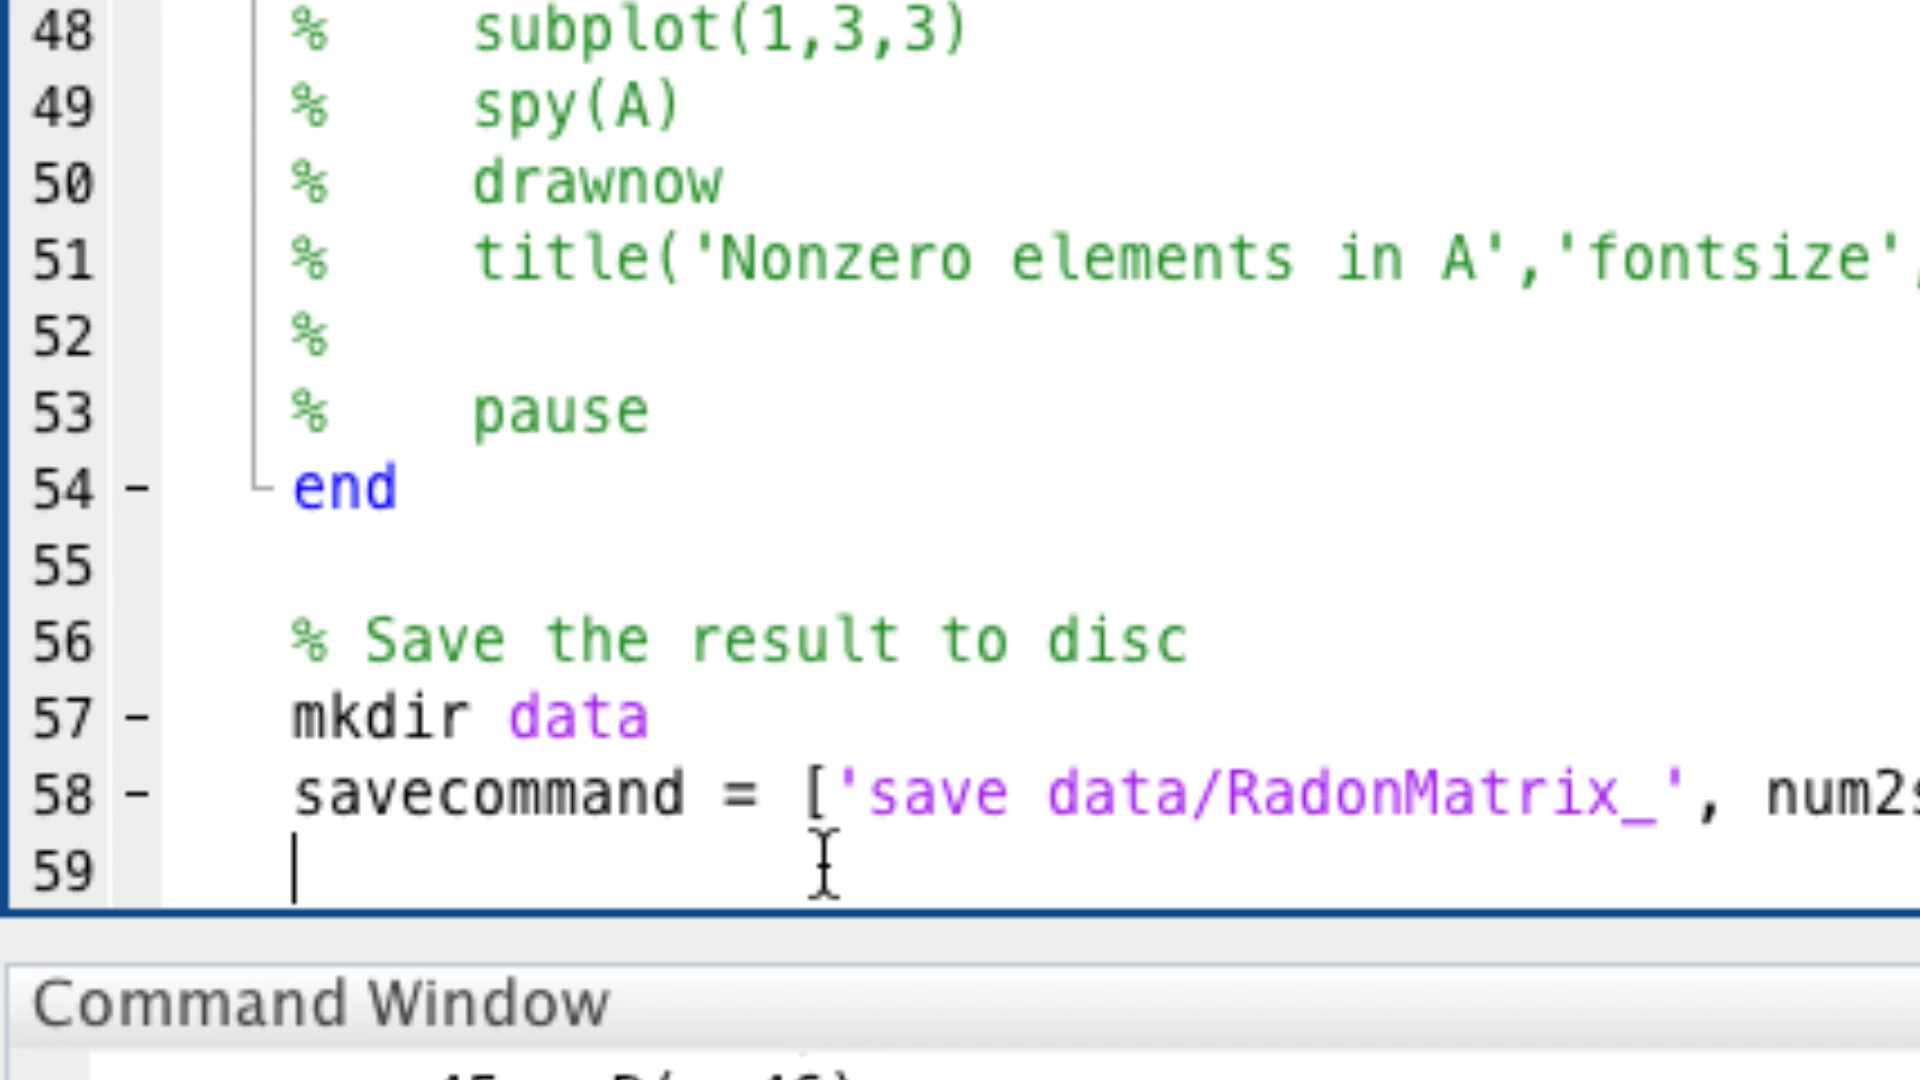 48 % subplot(1,3,3)
49 % spy(A)
50 % drawnow
51 % title('Nonzero elements in A','fontsize',
52 %
53 % pause
54 - end
55
56 % Save the result to disc
57 - mkdir data
58 - savecommand = ['save data/RadonMatrix_', num2s
59
Command Window